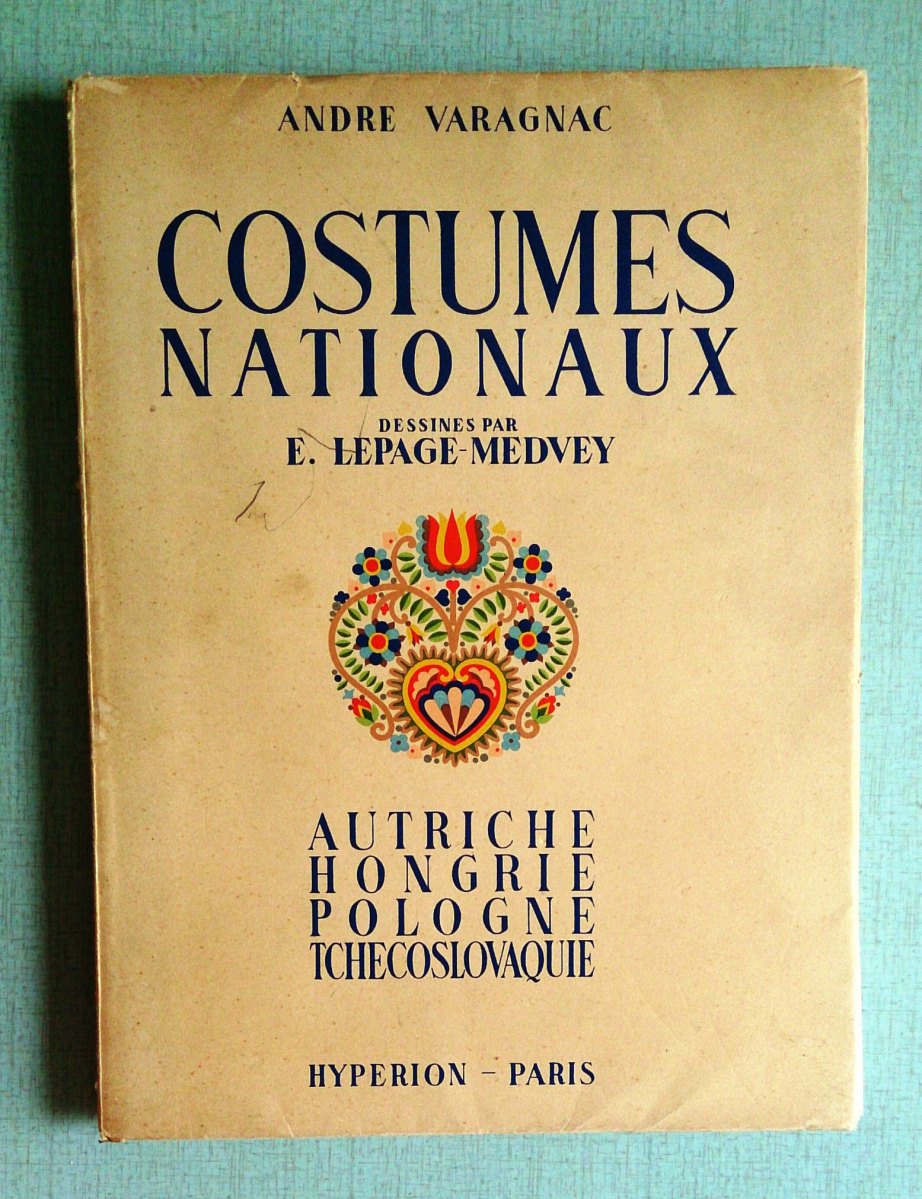 ANDRE VARAGNAC
COSTUMES
NATIONAUX
DESSINES PAR
E. LEPAGE-MEDVEY
AUTRICHE
HONGRIE
POLOGNE
TCHECOSLOVAQUIE
HYPERION – PARIS